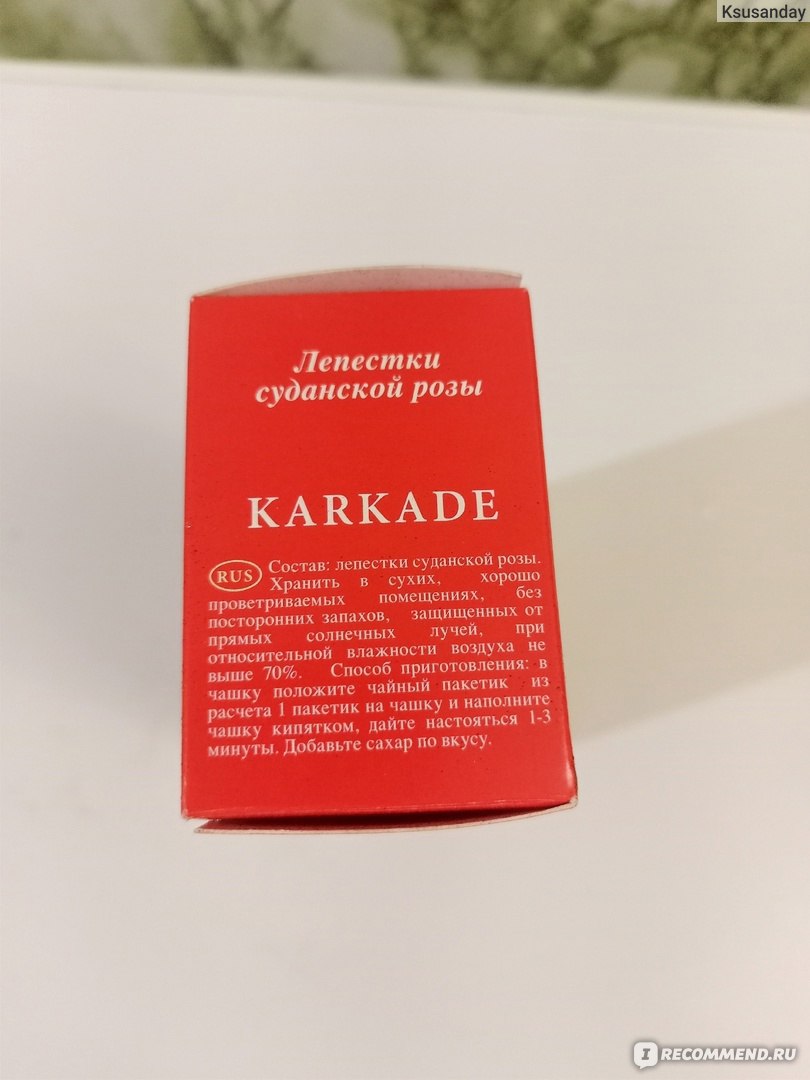 Ksusanday
Лепестки
суданской розы
KARKADE
RUS Состав: лепестки суданской розы.
Хранить в сухих, хорошо
проветриваемых помещениях, без
посторонних запахов, защищенных от
прямых солнечных лучей, при
относительной влажности воздуха не
выше 70%. Способ приготовления: в
чашку положите чайный пакетик из
расчета 1 пакетик на чашку и наполните
чашку кипятком, дайте настояться 1-3
минуты. Добавьте сахар по вкусу.
IRECOMMEND.RU